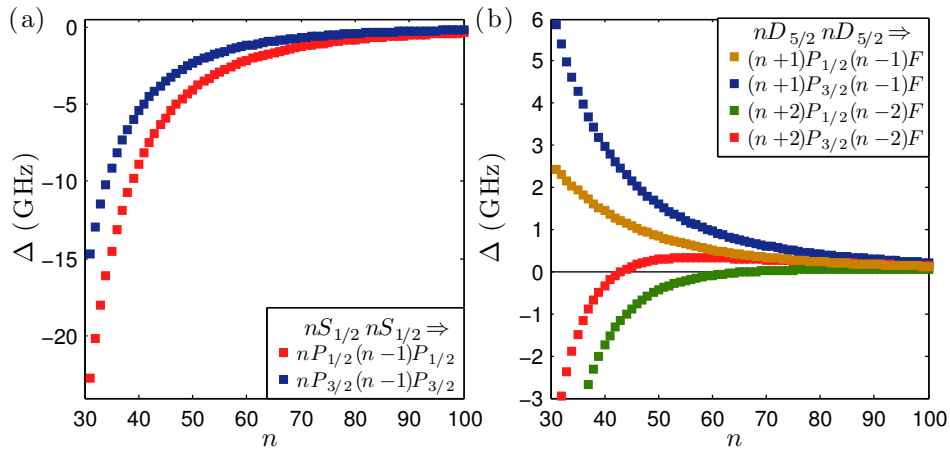 (a)
Δ (GHz)
0
−5
−10
−15
−20
30 40 50 60 70 80 90 100
n
nS1/2 nS1/2 ⇒
nP1/2(n−1)P1/2
nP3/2(n−1)P3/2
(b)
Δ (GHz)
6
5
4
3
2
1
0
-1
-2
-3
30 40 50 60 70 80 90 100
n
nD5/2 nD5/2 ⇒
(n+1)P1/2(n−1)F
(n+1)P3/2(n−1)F
(n+2)P1/2(n−2)F
(n+2)P3/2(n−2)F